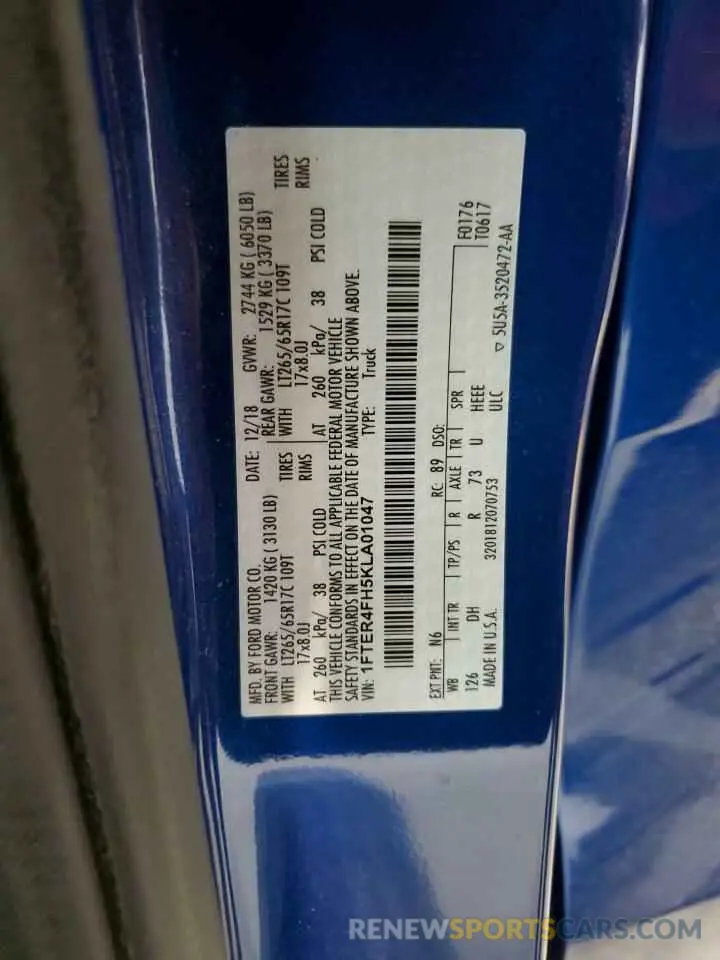 MFD. BY FORD MOTOR CO. DATE: 12/18 GVWR: 2744 KG ( 6050 LB)
FRONT GAWR: 1420 KG ( 3130 LB) REAR GAWR: 1529 KG ( 3370 LB)
WITH LT265/65R17C 109T TIRES WITH LT265/65R17C 109T TIRES
17x8.0J RIMS 17x8.0J RIMS
AT 260 kPa/ 38 PSI COLD AT 260 kPa/ 38 PSI COLD
THIS VEHICLE CONFORMS TO ALL APPLICABLE FEDERAL MOTOR VEHICLE
SAFETY STANDARDS IN EFFECT ON THE DATE OF MANUFACTURE SHOWN ABOVE.
VIN: 1FTER4FH5KLA01047 TYPE: Truck
EXT PNT: N6 RC: 89 DSO: F0176
WB INT TR TP/PS R AXLE TR SPR T0617
126 DH R 73 U HEEE
MADE IN U.S.A. 3201812070753 ULC ▽ 5U5A-3520472-AA
RENEWSPORTSCARS.COM